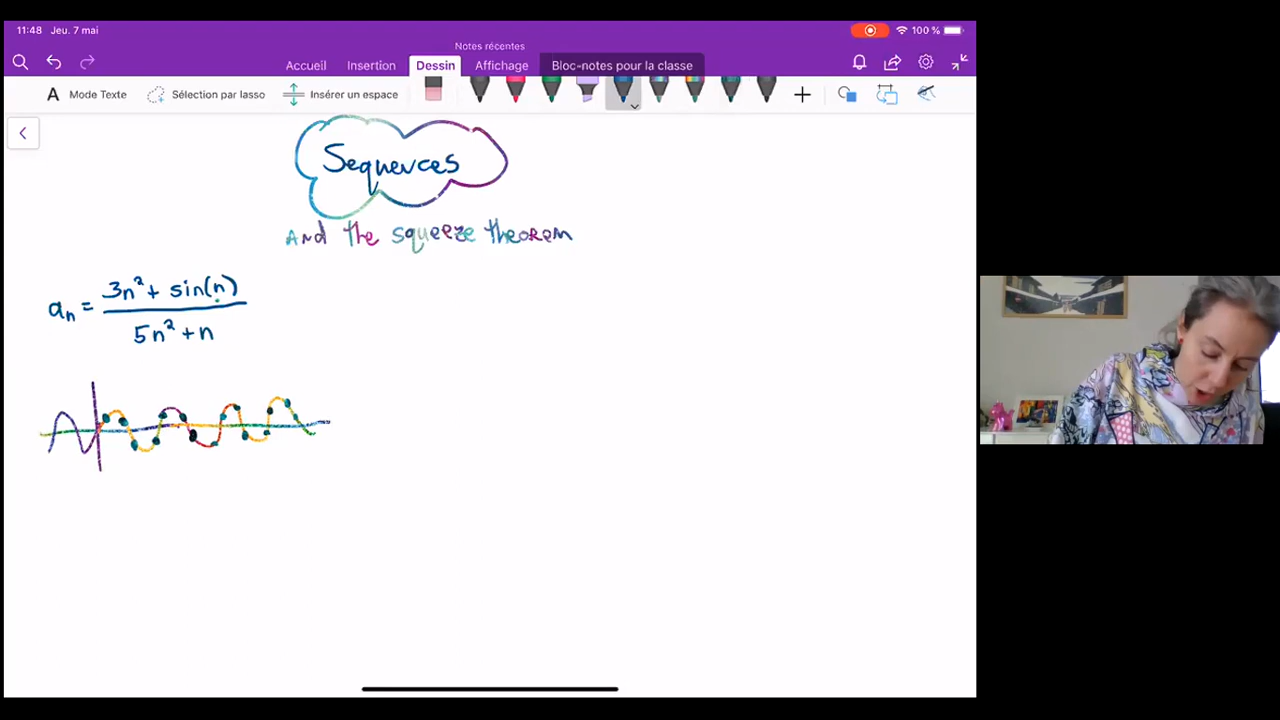 11:48 Jeu. 7 mai
100 %
Notes récentes
Accueil Insertion Dessin Affichage Bloc-notes pour la classe
A Mode Texte Sélection par lasso Insérer un espace
Sequences
And the squeeze theorem
aₙ = (3n² + sin(n)) / (5n² + n)